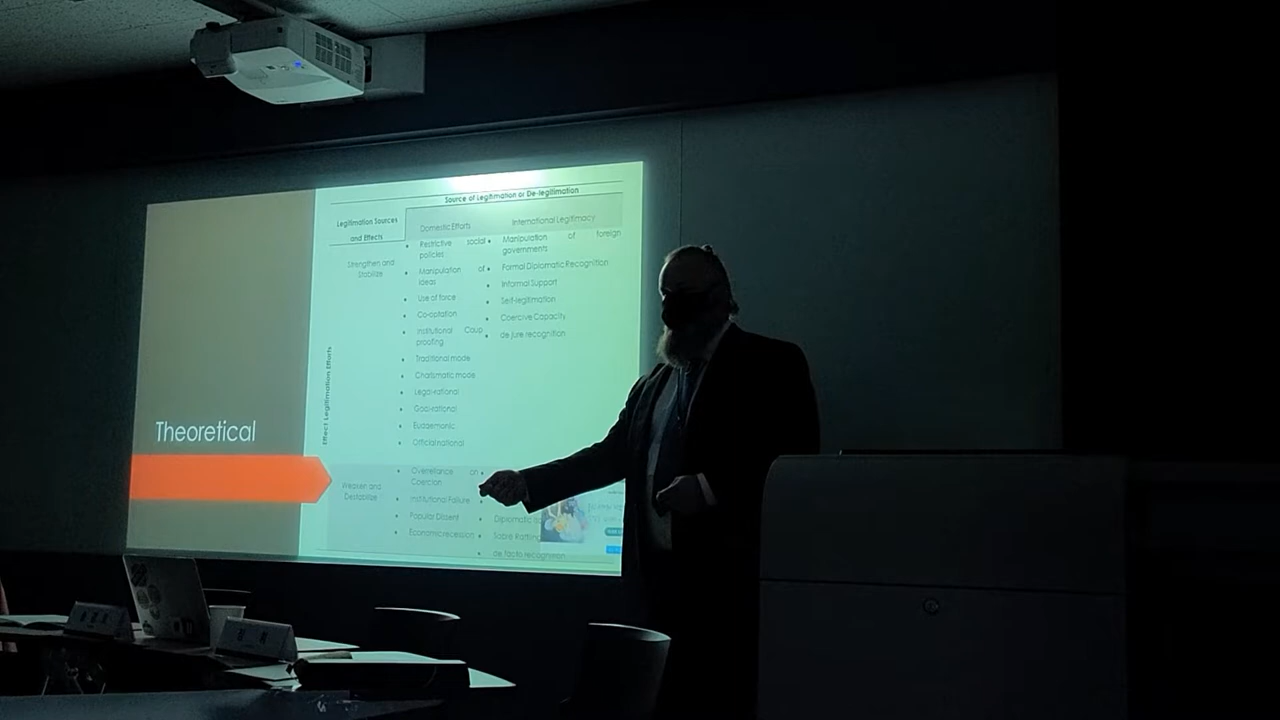 Source of Legitimation or De-legitimation
Legitimation Sources
and Effects
Domestic Efforts
International Legitimacy
Strengthen and
Stabilize
Restrictive social
policies
Manipulation of
ideas
Use of force
Co-optation
Institutional Coup
proofing
Traditional mode
Charismatic mode
Legal-rational
Goal-rational
Eudaemonic
Official national
Manipulation of foreign
governments
Formal Diplomatic Recognition
Informal Support
Self-legitimation
Coercive Capacity
de jure recognition
Effect Legitimation Efforts
Theoretical
Weaken and
Destabilize
Overreliance on
Coercion
Institutional Failure
Popular Dissent
Economic recession
Diplomatic
Sable Rattling
de facto recognition